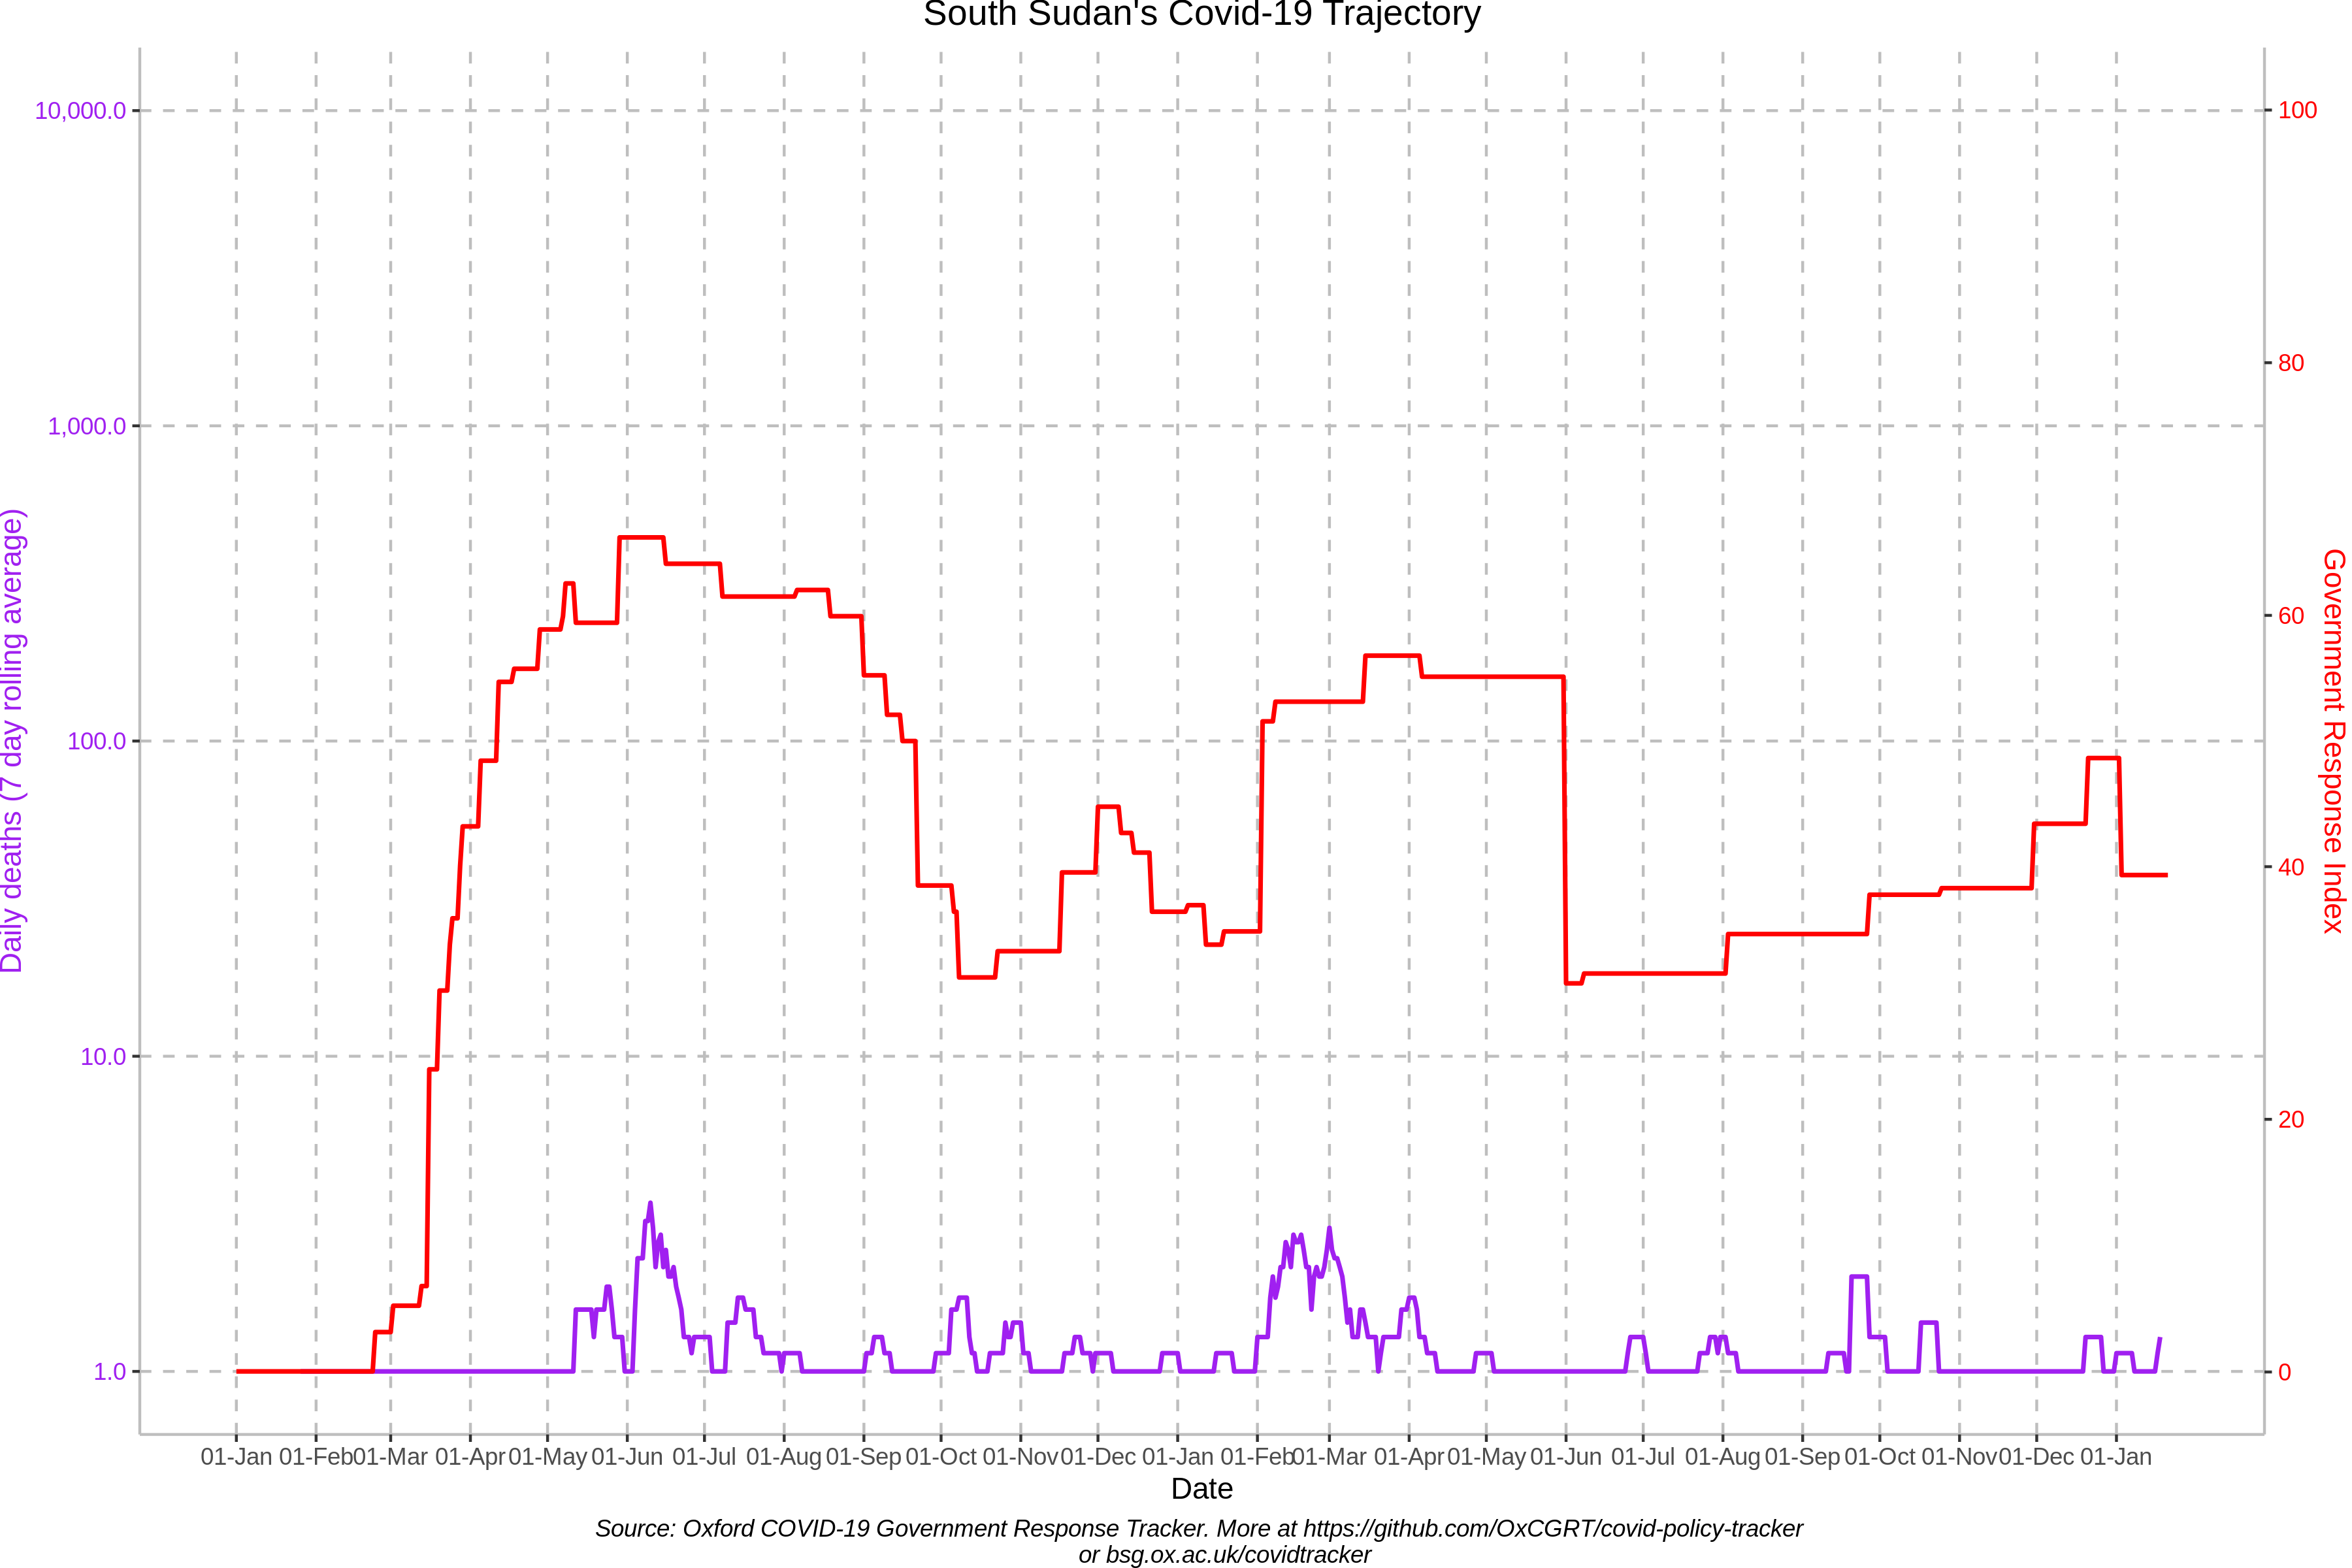 South Sudan's Covid-19 Trajectory
10,000.0
1,000.0
100.0
10.0
1.0
Daily deaths (7 day rolling average)
100
80
60
40
20
0
Government Response Index
01-Jan 01-Feb 01-Mar 01-Apr 01-May 01-Jun 01-Jul 01-Aug 01-Sep 01-Oct 01-Nov 01-Dec 01-Jan 01-Feb 01-Mar 01-Apr 01-May 01-Jun 01-Jul 01-Aug 01-Sep 01-Oct 01-Nov 01-Dec 01-Jan
Date
Source: Oxford COVID-19 Government Response Tracker. More at https://github.com/OxCGRT/covid-policy-tracker
or bsg.ox.ac.uk/covidtracker